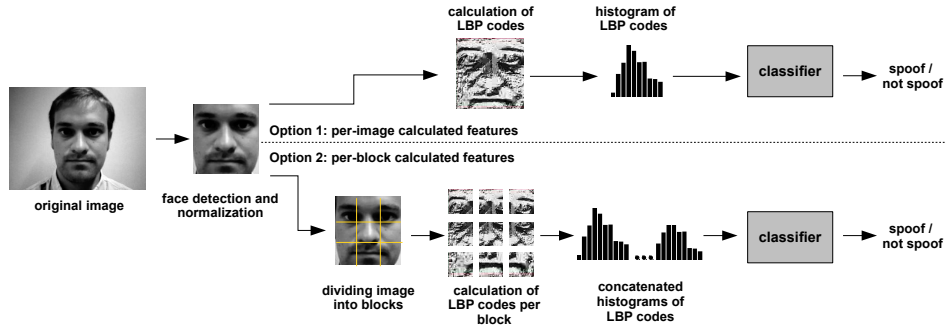 calculation of
LBP codes
histogram of
LBP codes
classifier
spoof /
not spoof
original image
face detection and
normalization
Option 1: per-image calculated features
Option 2: per-block calculated features
dividing image
into blocks
calculation of
LBP codes per
block
concatenated
histograms of
LBP codes
classifier
spoof /
not spoof